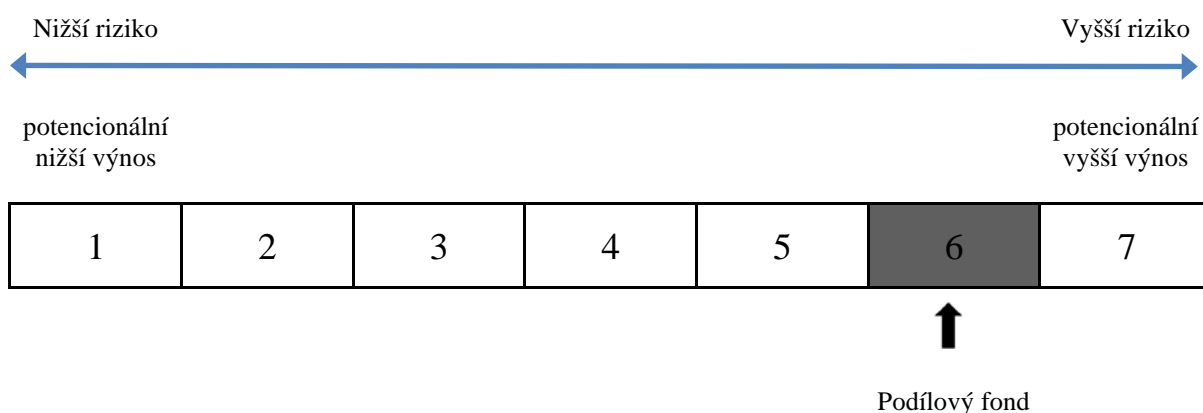 Nižší riziko
Vyšší riziko
potencionální
nižší výnos
potencionální
vyšší výnos
1 2 3 4 5 6 7
Podílový fond